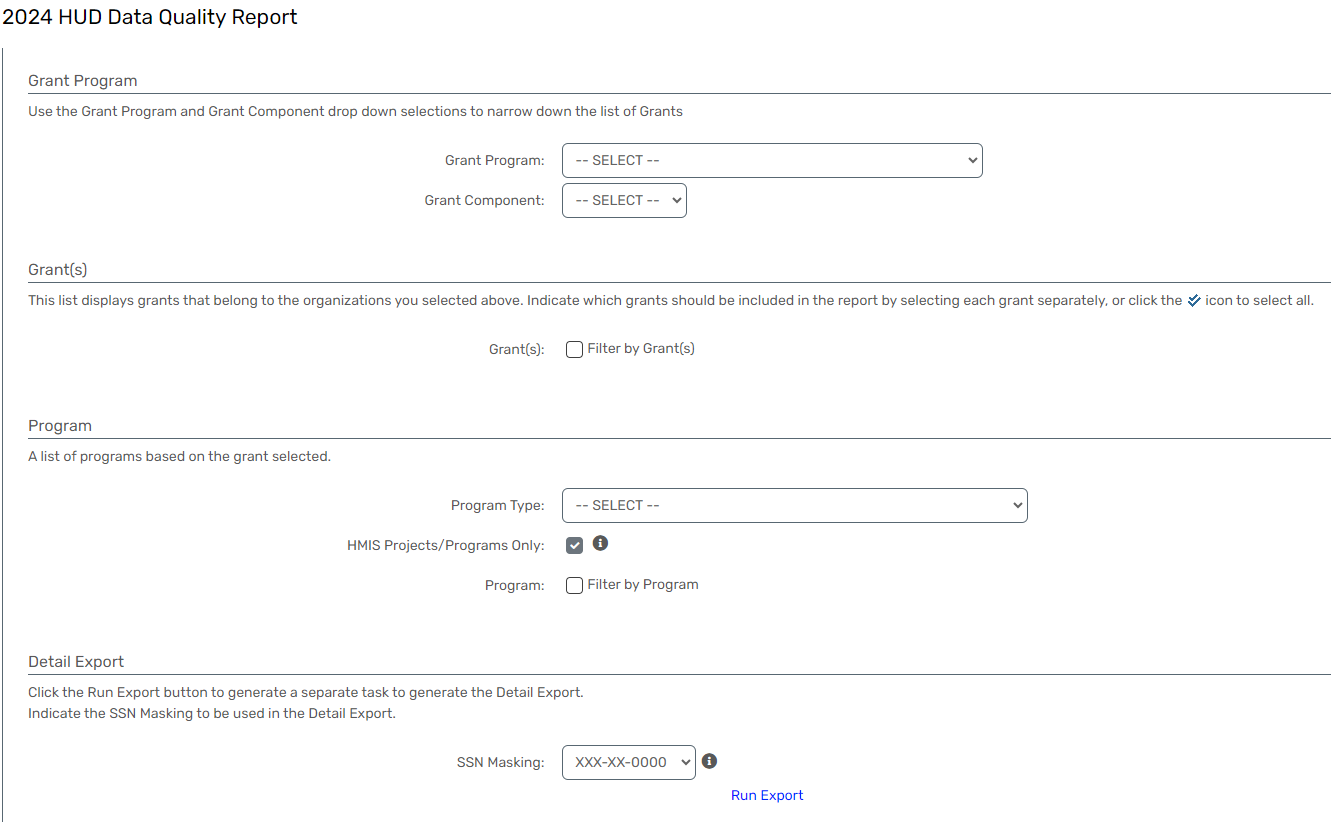 2024 HUD Data Quality Report
Grant Program
Use the Grant Program and Grant Component drop down selections to narrow down the list of Grants
Grant Program: -- SELECT --
Grant Component: -- SELECT --
Grant(s)
This list displays grants that belong to the organizations you selected above. Indicate which grants should be included in the report by selecting each grant separately, or click the icon to select all.
Grant(s): Filter by Grant(s)
Program
A list of programs based on the grant selected.
Program Type: -- SELECT --
HMIS Projects/Programs Only:
Program: Filter by Program
Detail Export
Click the Run Export button to generate a separate task to generate the Detail Export.
Indicate the SSN Masking to be used in the Detail Export.
SSN Masking: XXX-XX-0000
Run Export